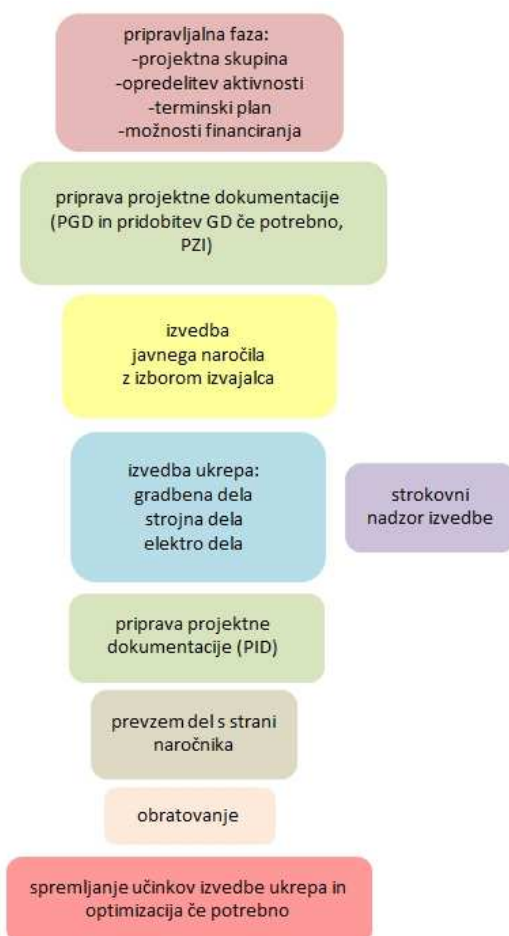 pripravljalna faza:
-projektna skupina
-opredelitev aktivnosti
-terminski plan
-možnosti financiranja
priprava projektne dokumentacije
(PGD in pridobitev GD če potrebno,
PZI)
izvedba
javnega naročila
z izborom izvajalca
izvedba ukrepa:
gradbena dela
strojna dela
elektro dela
strokovni
nadzor izvedbe
priprava projektne
dokumentacije (PID)
prevzem del s strani
naročnika
obratovanje
spremljanje učinkov izvedbe ukrepa in
optimizacija če potrebno